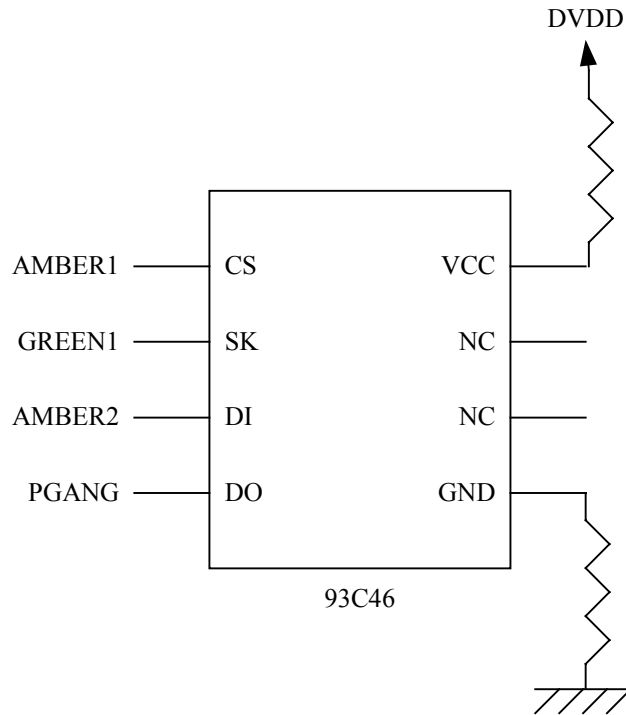 DVDD
AMBER1 CS VCC
GREEN1 SK NC
AMBER2 DI NC
PGANG DO GND
93C46